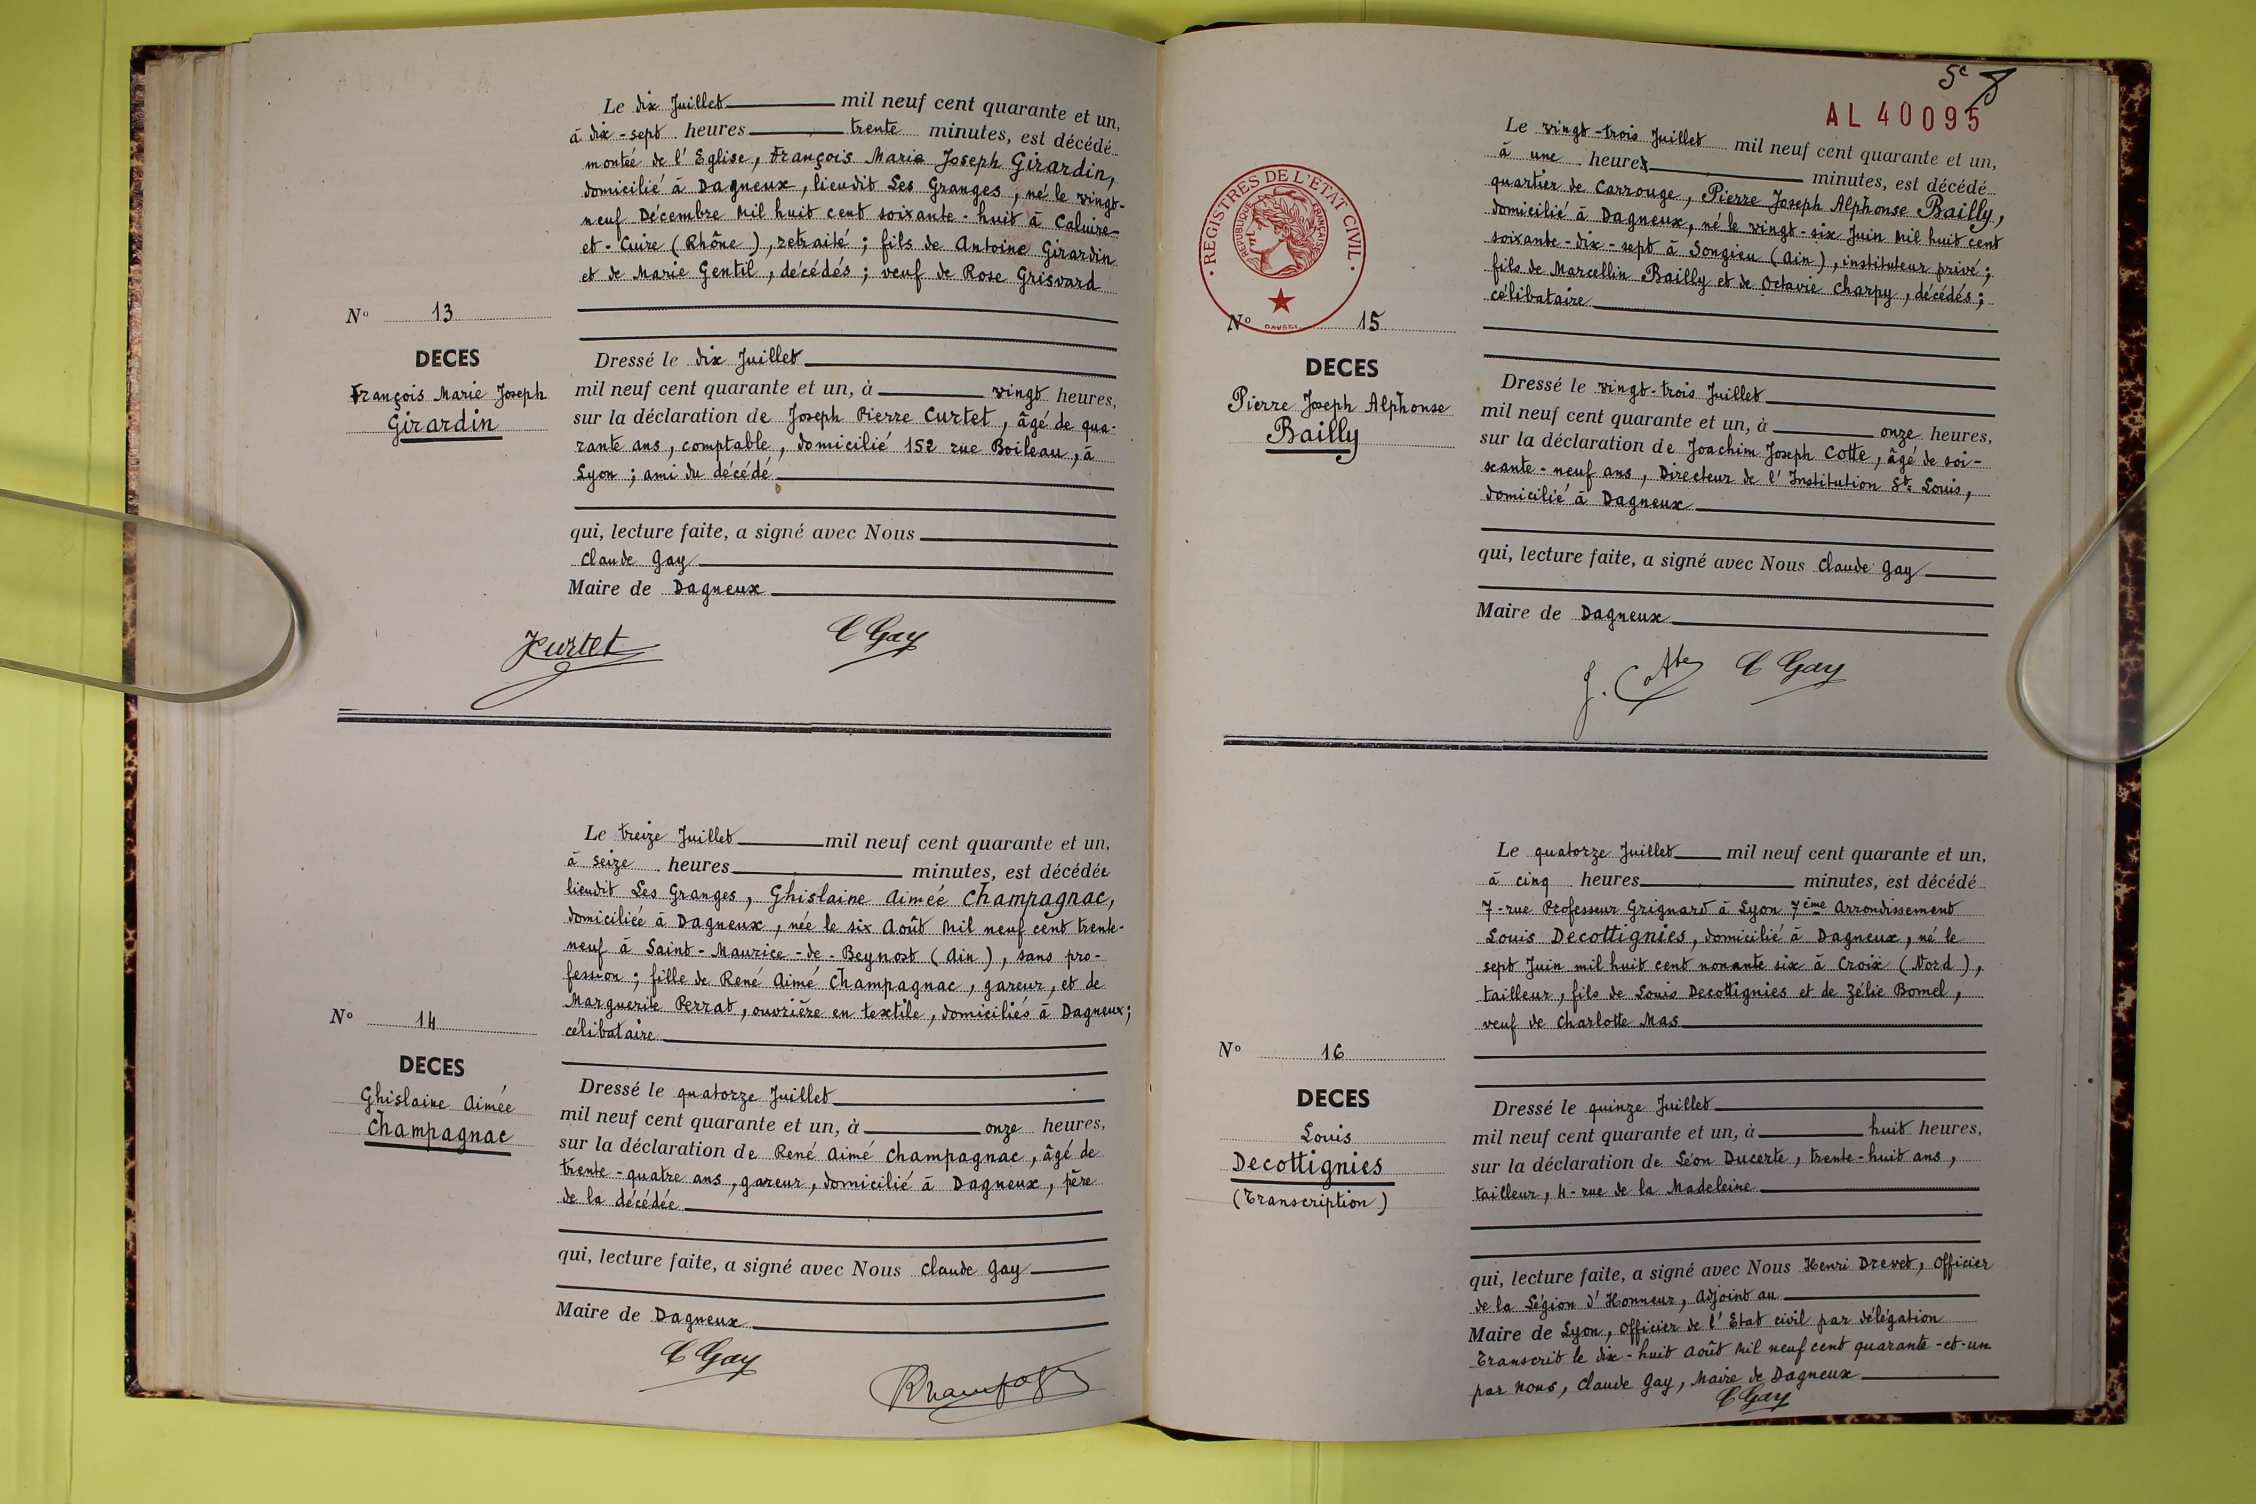 Le dix Juillet mil neuf cent quarante et un,
à dix-sept heures trente minutes, est décédé
montée de l'Eglise, François Marie Joseph Girardin,
domicilié à Dagneux, lieudit Les Granges, né le vingt-
neuf Décembre mil huit cent soixante-huit à Caluire-
et-Cuire (Rhône), retraité; fils de Antoine Girardin
et de Marie Gentil, décédés; veuf de Rose Grisvard
N° 13
DECES
François Marie Joseph
Girardin
Dressé le dix Juillet
mil neuf cent quarante et un, à vingt heures,
sur la déclaration de Joseph Pierre Curtet, âgé de qua-
rante ans, comptable, domicilié 152 rue Boileau, à
Lyon; ami du décédé
qui, lecture faite, a signé avec Nous
Claude Gay
Maire de Dagneux
JCurtet C Gay
Le treize Juillet mil neuf cent quarante et un,
à seize heures minutes, est décédée
lieudit Les Granges, Ghislaine Aimée Champagnac,
domiciliée à Dagneux, née le six Août mil neuf cent trente-
neuf à Saint-Maurice-de-Beynost (Ain), sans pro-
fession; fille de René Aimé Champagnac, gareur, et de
Marguerite Perrat, ouvrière en textile, domiciliés à Dagneux;
célibataire
N° 14
DECES
Ghislaine Aimée
Champagnac
Dressé le quatorze Juillet
mil neuf cent quarante et un, à onze heures,
sur la déclaration de René Aimé Champagnac, âgé de
trente-quatre ans, gareur, domicilié à Dagneux, père
de la décédée
qui, lecture faite, a signé avec Nous Claude Gay
Maire de Dagneux
C Gay
5e
AL 40095
Le vingt-trois Juillet mil neuf cent quarante et un,
à une heure minutes, est décédé
quartier de Carrouge, Pierre Joseph Alphonse Bailly,
domicilié à Dagneux, né le vingt-six Juin mil huit cent
soixante-dix-sept à Songieu (Ain), instituteur privé;
fils de Marcellin Bailly et de Octavie Charpy, décédés;
célibataire
· REGISTRES DE L'ETAT CIVIL ·
REPUBLIQUE FRANÇAISE
N° 15
DECES
Pierre Joseph Alphonse
Bailly
Dressé le vingt-trois Juillet
mil neuf cent quarante et un, à onze heures,
sur la déclaration de Joachim Joseph Cotte, âgé de soi-
xante-neuf ans, Directeur de l'Institution St. Louis,
domicilié à Dagneux
qui, lecture faite, a signé avec Nous Claude Gay
Maire de Dagneux
J. Cotte C Gay
Le quatorze Juillet mil neuf cent quarante et un,
à cinq heures minutes, est décédé
7-rue Professeur Grignard à Lyon 7ème Arrondissement
Louis Decottignies, domicilié à Dagneux, né le
sept Juin mil huit cent nonante six à Croix (Nord),
tailleur, fils de Louis Decottignies et de Zélie Bomel,
veuf de Charlotte Mas
N° 16
DECES
Louis
Decottignies
(Transcription)
Dressé le quinze Juillet
mil neuf cent quarante et un, à huit heures,
sur la déclaration de Léon Ducerte, trente-huit ans,
tailleur, 4-rue de la Madeleine
qui, lecture faite, a signé avec Nous Henri Drevet, Officier
de la Légion d'Honneur, Adjoint au
Maire de Lyon, Officier de l'Etat civil par délégation
Transcrit le dix-huit Août mil neuf cent quarante-et-un
par Nous, Claude Gay, Maire de Dagneux
C Gay